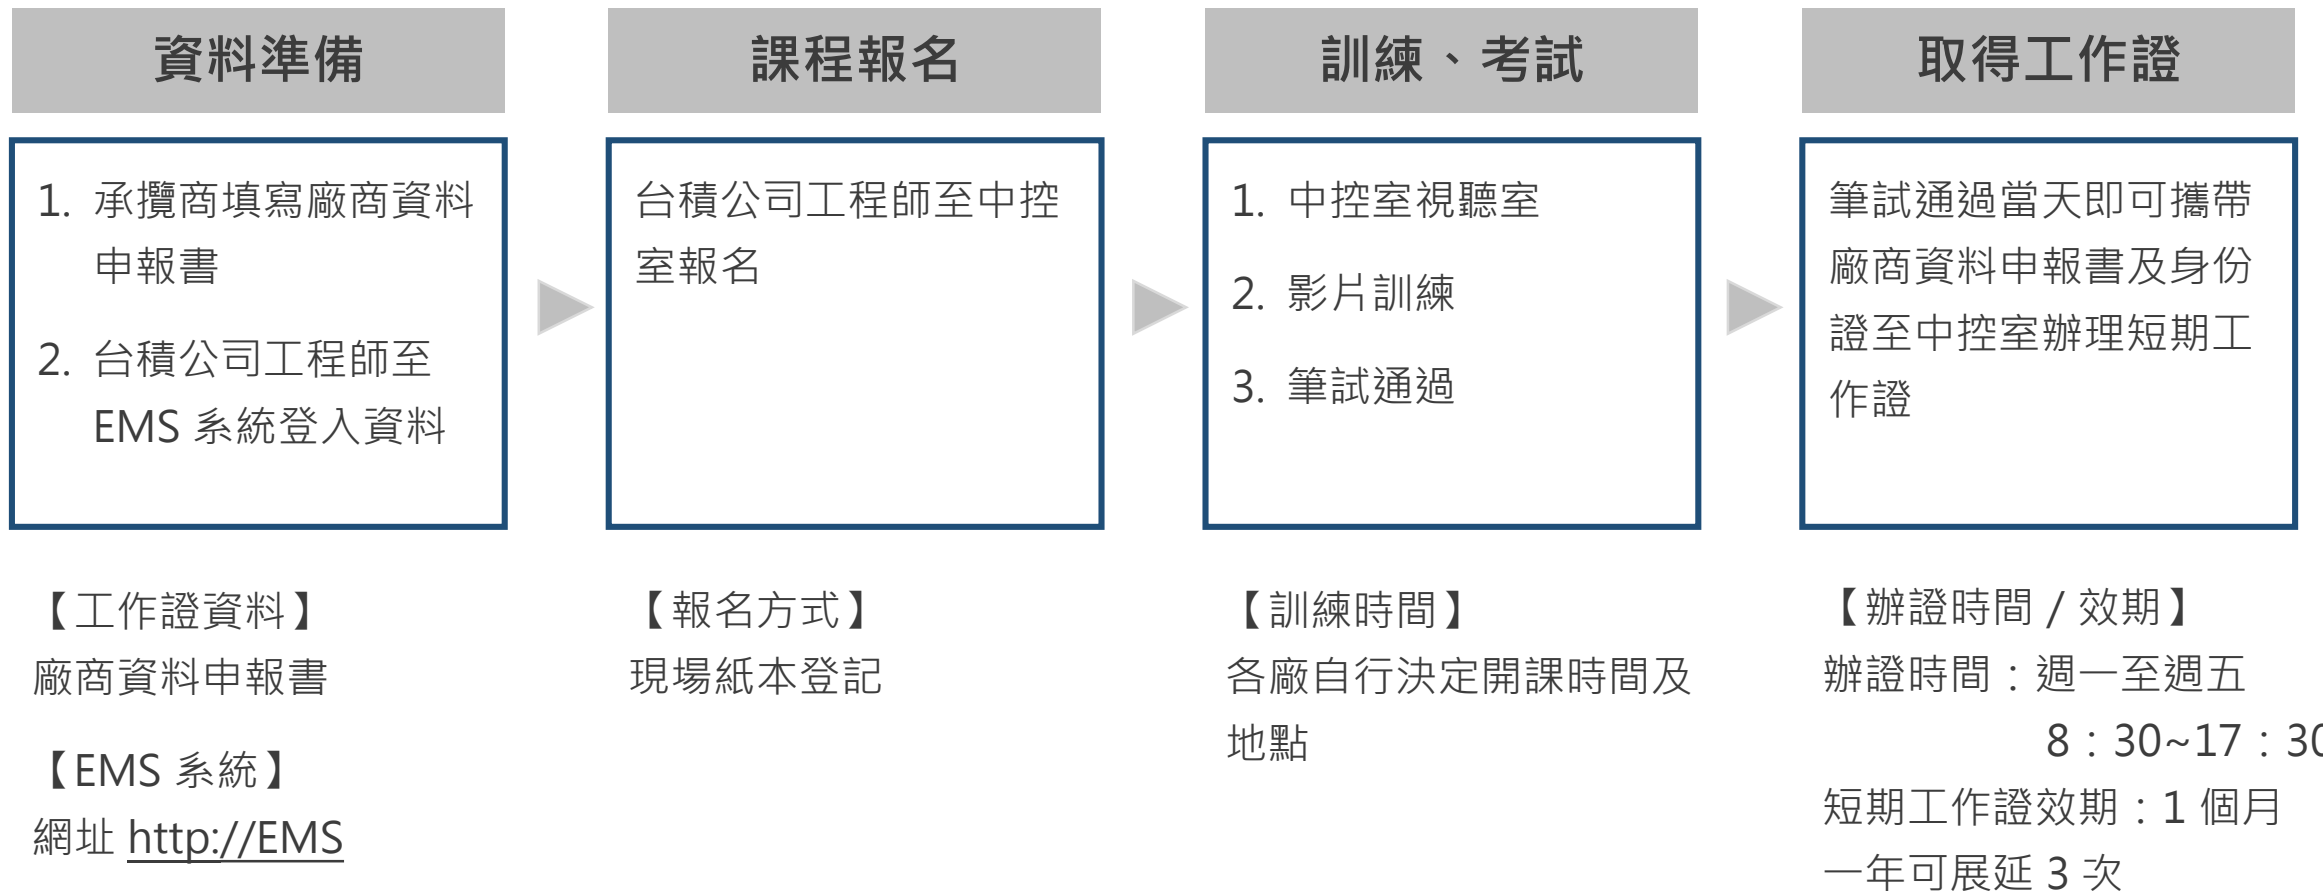 資料準備
1. 承攬商填寫廠商資料
申報書
2. 台積公司工程師至
EMS 系統登入資料
【工作證資料】
廠商資料申報書
【EMS 系統】
網址 http://EMS
課程報名
台積公司工程師至中控
室報名
【報名方式】
現場紙本登記
訓練、考試
1. 中控室視聽室
2. 影片訓練
3. 筆試通過
【訓練時間】
各廠自行決定開課時間及
地點
取得工作證
筆試通過當天即可攜帶
廠商資料申報書及身份
證至中控室辦理短期工
作證
【辦證時間 / 效期】
辦證時間：週一至週五
8：30~17：30
短期工作證效期：1 個月
一年可展延 3 次